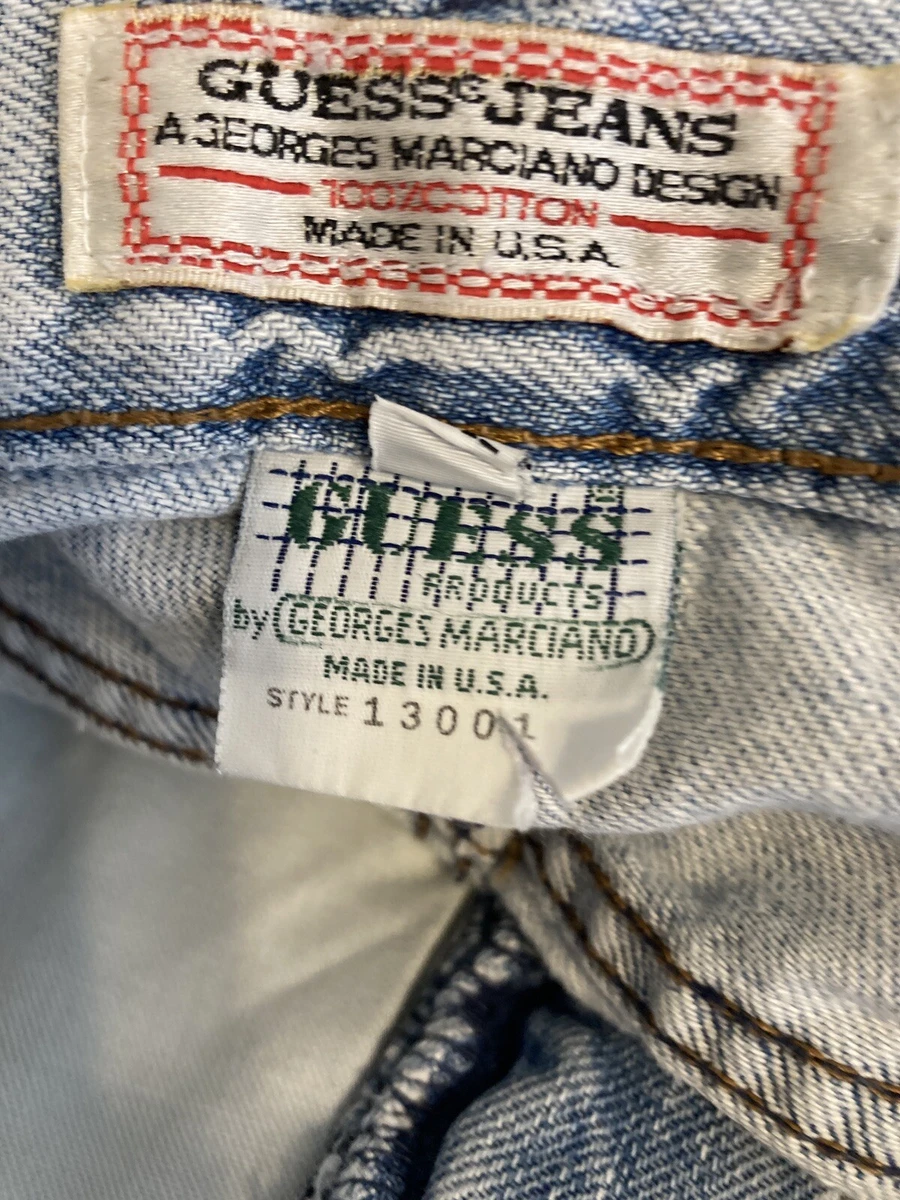 GUESS JEANS
A GEORGES MARCIANO DESIGN
100% COTTON
MADE IN U.S.A.
GUESS
PRODUCTS
by GEORGES MARCIANO
MADE IN U.S.A.
STYLE 13001